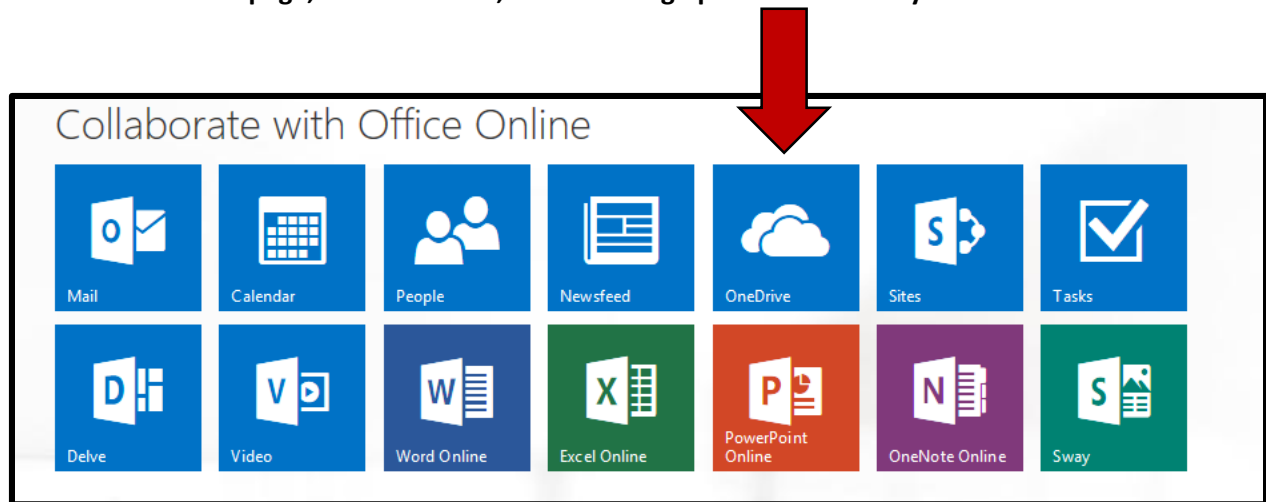 page,
Collaborate with Office Online
O S
Mail Calendar People Newsfeed OneDrive Sites Tasks
D V W X P N S
PowerPoint
Delve Video Word Online Excel Online Online OneNote Online Sway